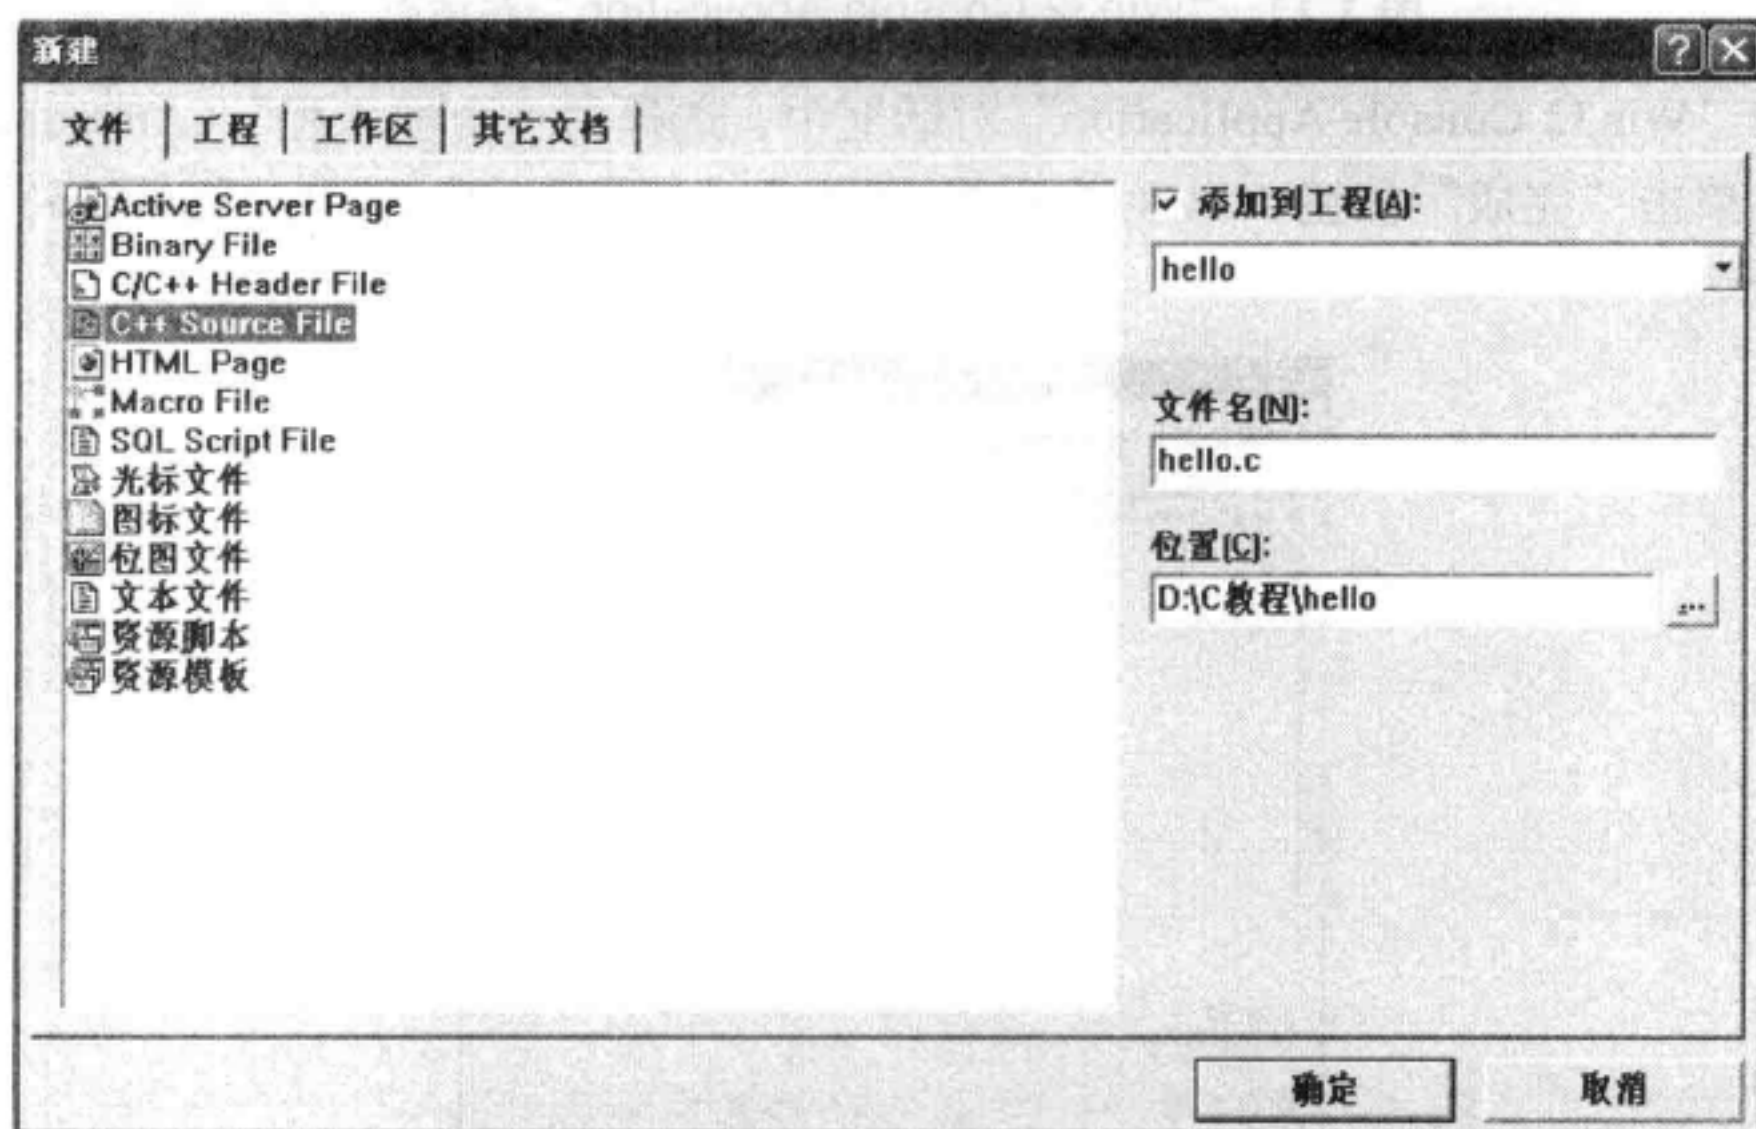 新建
文件 工程 工作区 其它文档
Active Server Page
Binary File
C/C++ Header File
C++ Source File
HTML Page
Macro File
SQL Script File
光标文件
图标文件
位图文件
文本文件
资源脚本
资源模板
添加到工程(A):
hello
文件名(N):
hello.c
位置(C):
D:\C教程\hello
...
确定 取消